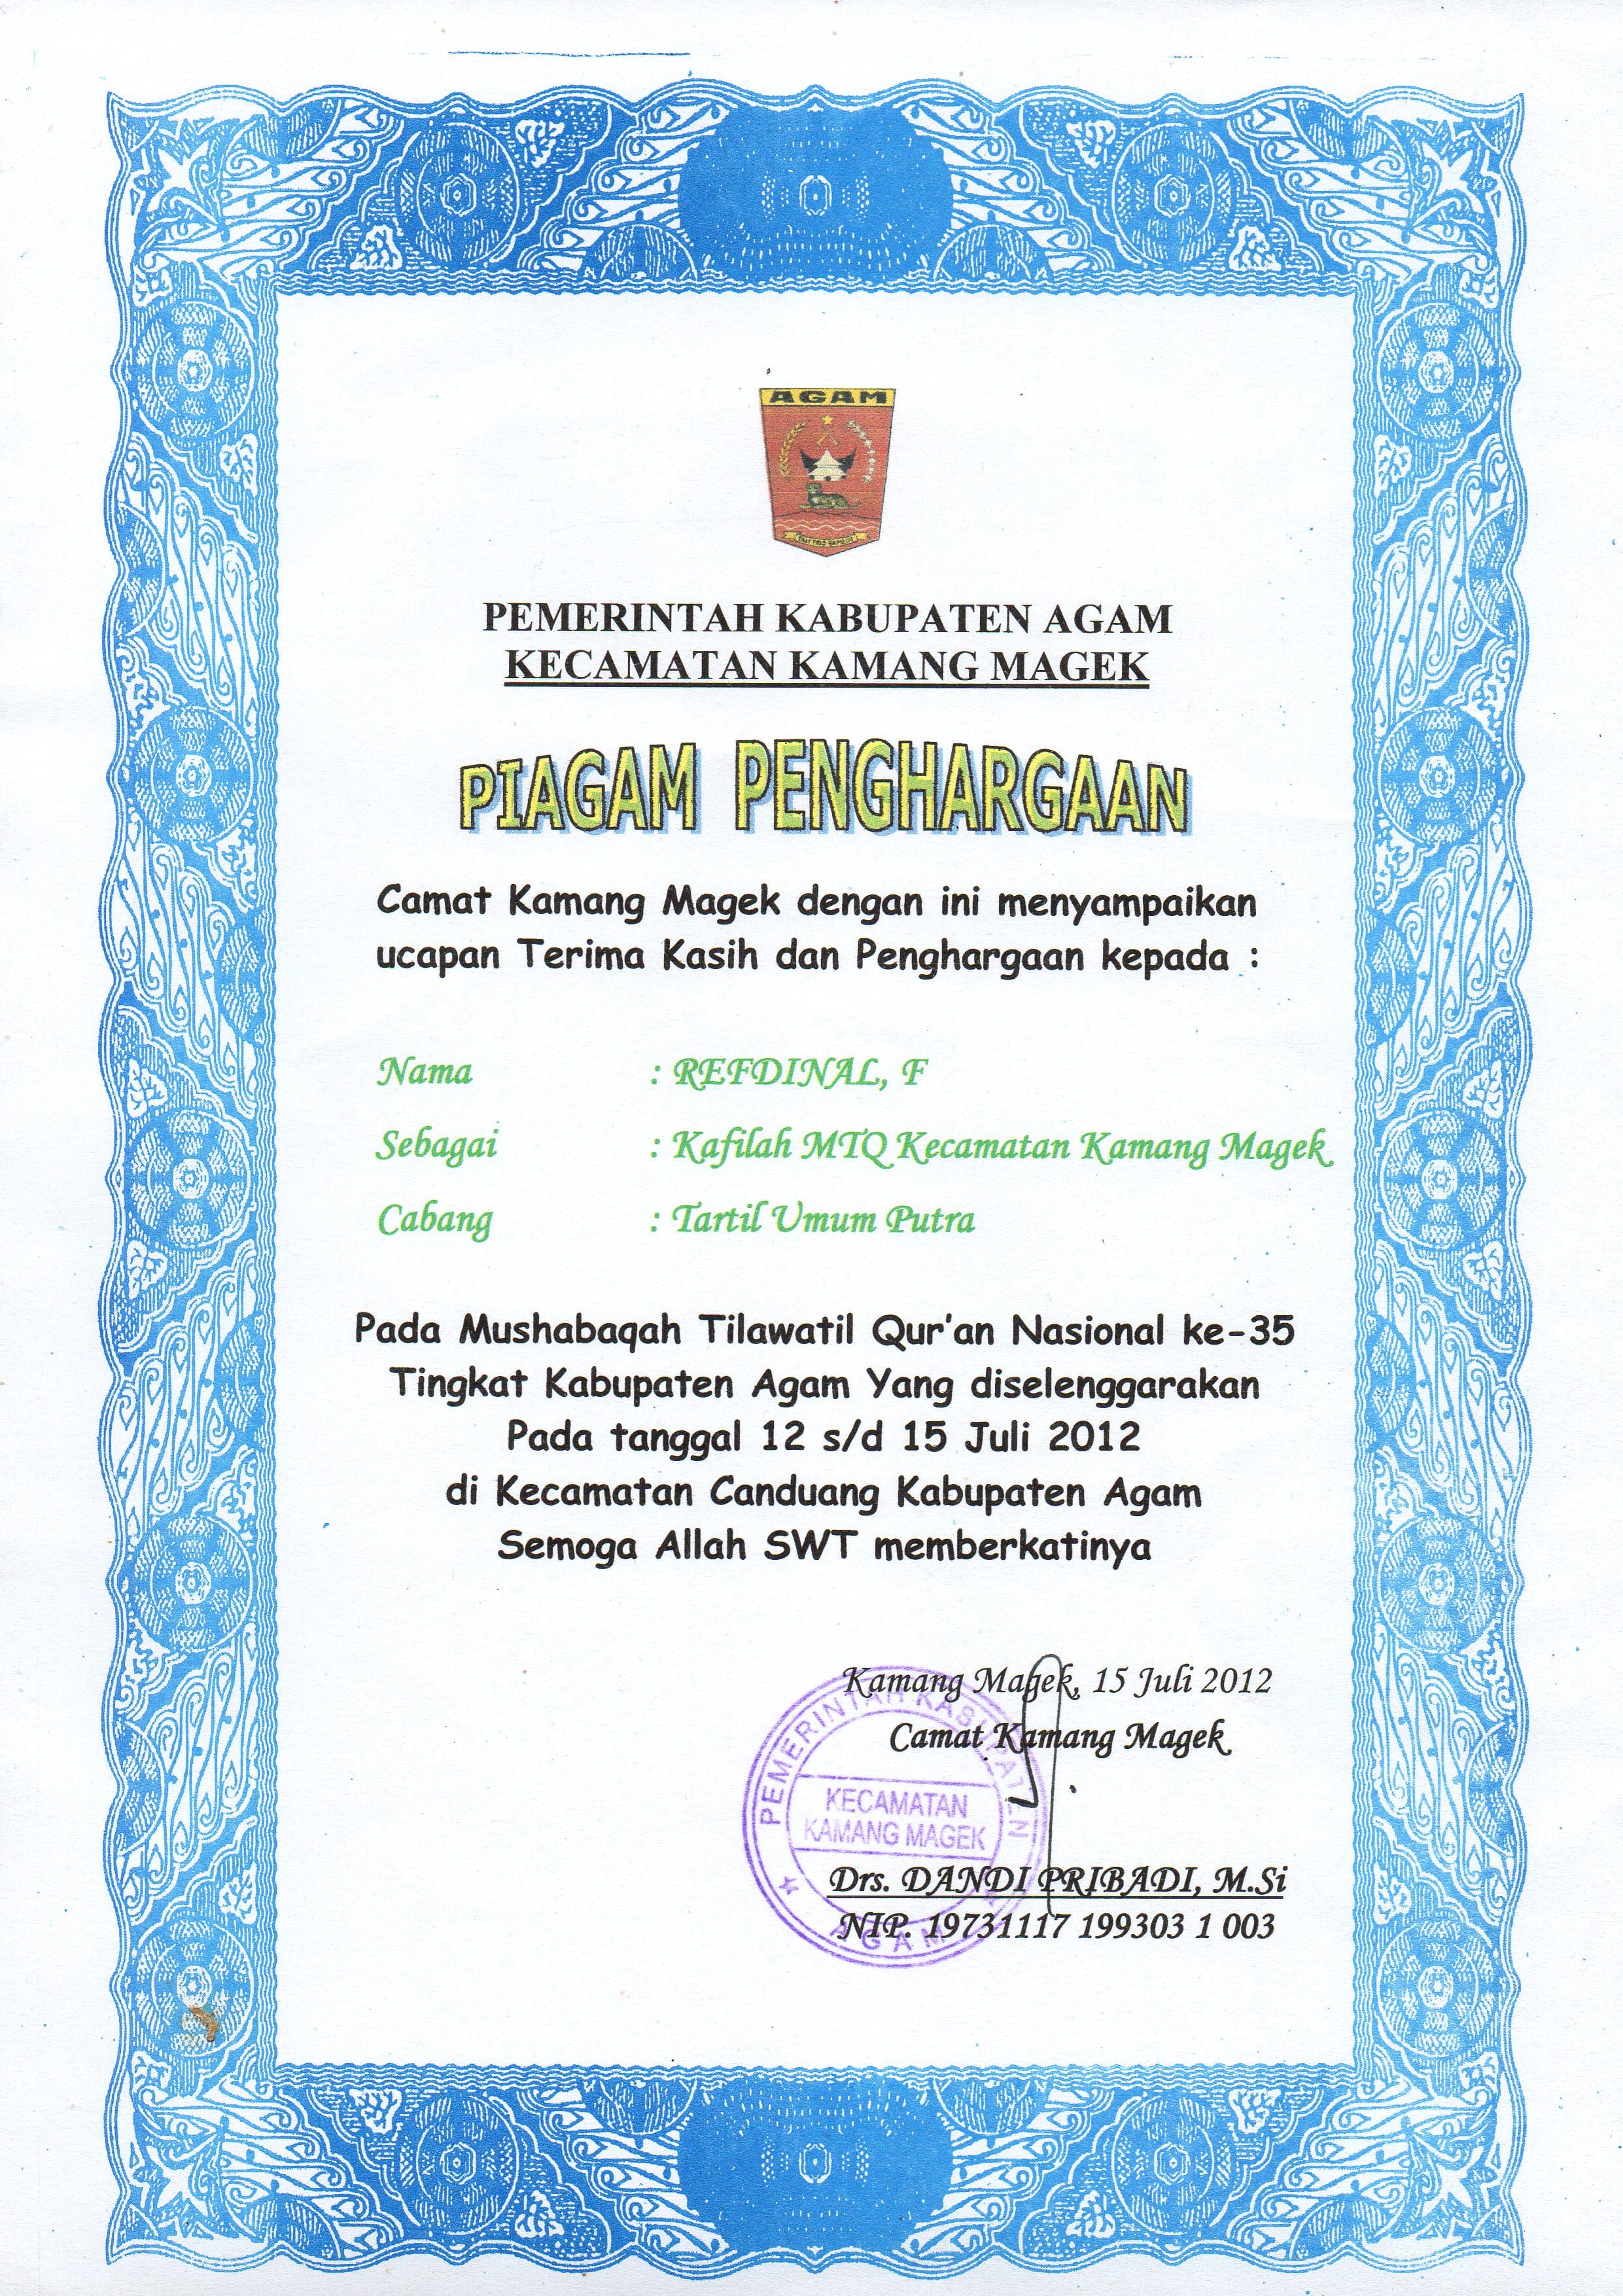 AGAM
PEMERINTAH KABUPATEN AGAM
KECAMATAN KAMANG MAGEK
PIAGAM PENGHARGAAN
Camat Kamang Magek dengan ini menyampaikan
ucapan Terima Kasih dan Penghargaan kepada :
Nama : REFDINAL, F
Sebagai : Kafilah MTQ Kecamatan Kamang Magek
Cabang : Tartil Umum Putra
Pada Mushabaqah Tilawatil Qur'an Nasional ke-35
Tingkat Kabupaten Agam Yang diselenggarakan
Pada tanggal 12 s/d 15 Juli 2012
di Kecamatan Canduang Kabupaten Agam
Semoga Allah SWT memberkatinya
Kamang Magek, 15 Juli 2012
Camat Kamang Magek
PEMERINTAH KABUPATEN
KECAMATAN
KAMANG MAGEK
AGAM
Drs. DANDI PRIBADI, M.Si
NIP. 19731117 199303 1 003